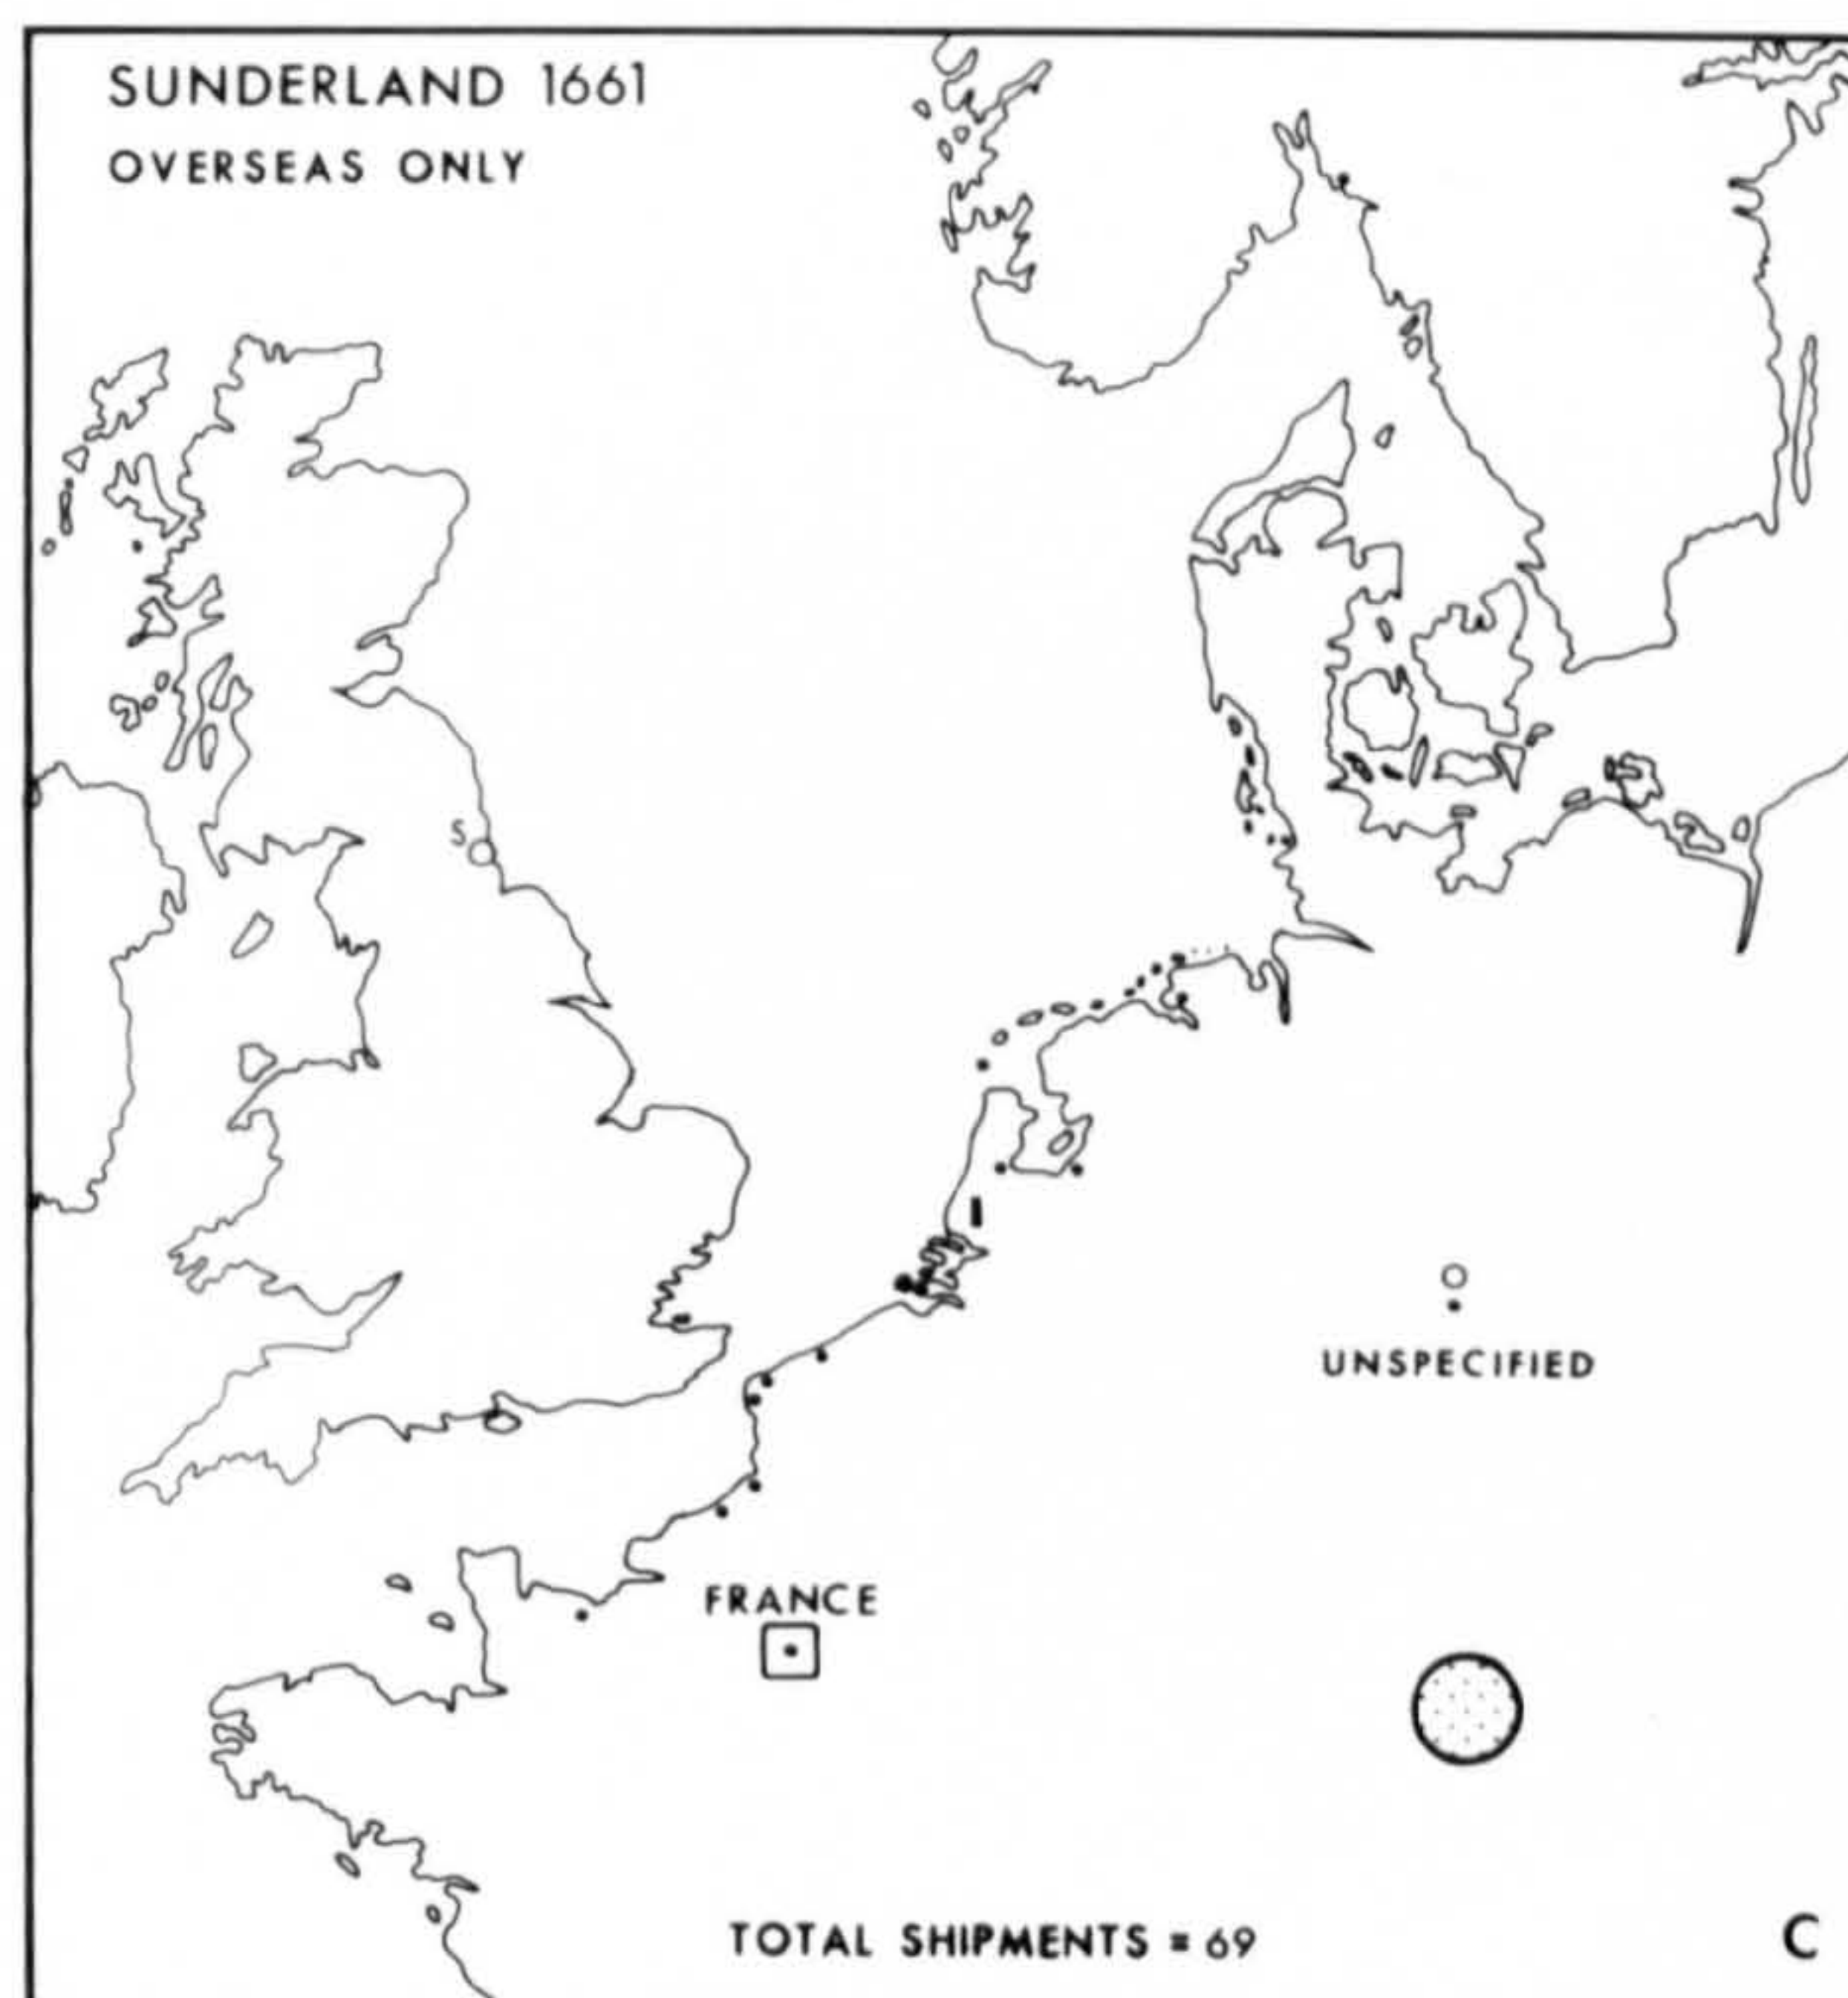 SUNDERLAND 1661
OVERSEAS ONLY
S
UNSPECIFIED
FRANCE
TOTAL SHIPMENTS = 69
C